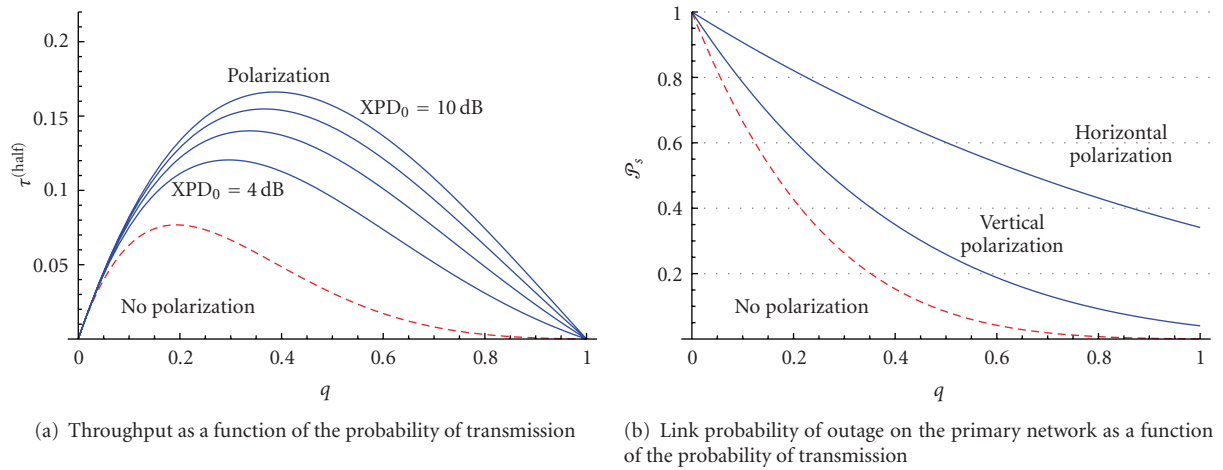 0.2
0.15
0.1
0.05
τ(half)
Polarization
XPD0 = 10 dB
XPD0 = 4 dB
No polarization
0
0.2
0.4
0.6
0.8
1
q
(a) Throughput as a function of the probability of transmission
1
0.8
0.6
0.4
0.2
𝒫s
Horizontal
polarization
Vertical
polarization
No polarization
0
0.2
0.4
0.6
0.8
1
q
(b) Link probability of outage on the primary network as a function
of the probability of transmission